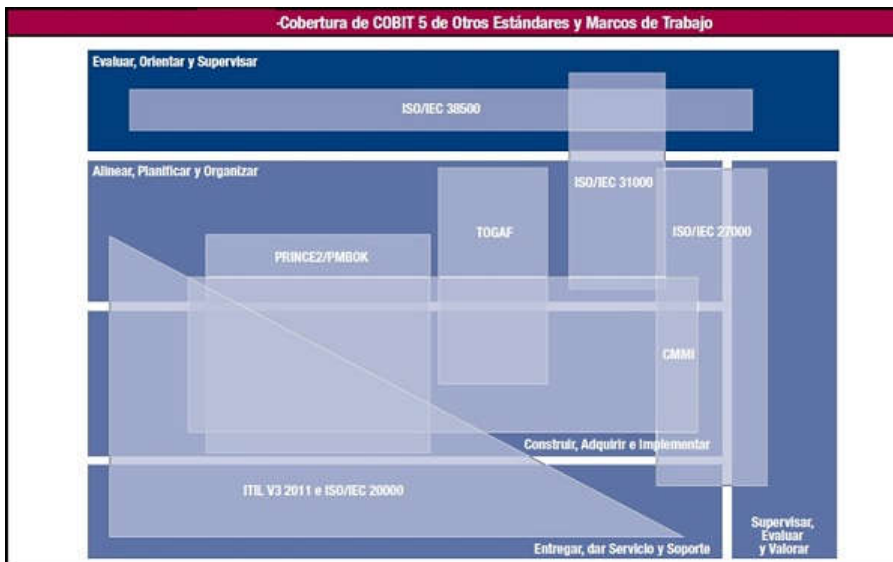 -Cobertura de COBIT 5 de Otros Estándares y Marcos de Trabajo
Evaluar, Orientar y Supervisar
ISO/IEC 38500
Alinear, Planificar y Organizar
ISO/IEC 31000
TOGAF
ISO/IEC 27000
PRINCE2/PMBOK
CMMI
Construir, Adquirir e Implementar
ITIL V3 2011 e ISO/IEC 20000
Entregar, dar Servicio y Soporte
Supervisar,
Evaluar
y Valorar